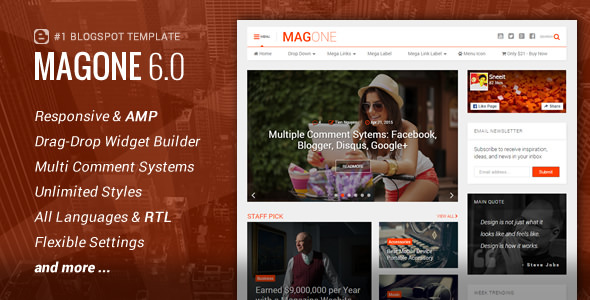 #1 BLOGSPOT TEMPLATE
MAGONE 6.0
Responsive & AMP
Drag-Drop Widget Builder
Multi Comment Systems
Unlimited Styles
All Languages & RTL
Flexible Settings
and more ...
MENU
MAGONE
SEARCH
Home
Drop Down
Mega Links
Mega Label
Mega Link Label
Menu Icon
Only $21 - Buy Now
Tien Nguyen
Apr 21, 2015
Multiple Comment Sytems: Facebook,
Blogger, Disqus, Google+
READMORE
Sneeit
Like Page
Share
EMAIL NEWSLETTER
Subscribe to receive inspiration,
ideas, and news in your inbox
Email address
Submit
STAFF PICK
VIEW ALL
Business
Earned $9,000,000 per Year
with a Magazine Website
Accessories
Best Mobile Device
Portable Accessory
Music
MAIN QUOTE
Design is not just what it
looks like and feels like.
Design is how it works.
- Steve Jobs
WEEK TRENDING